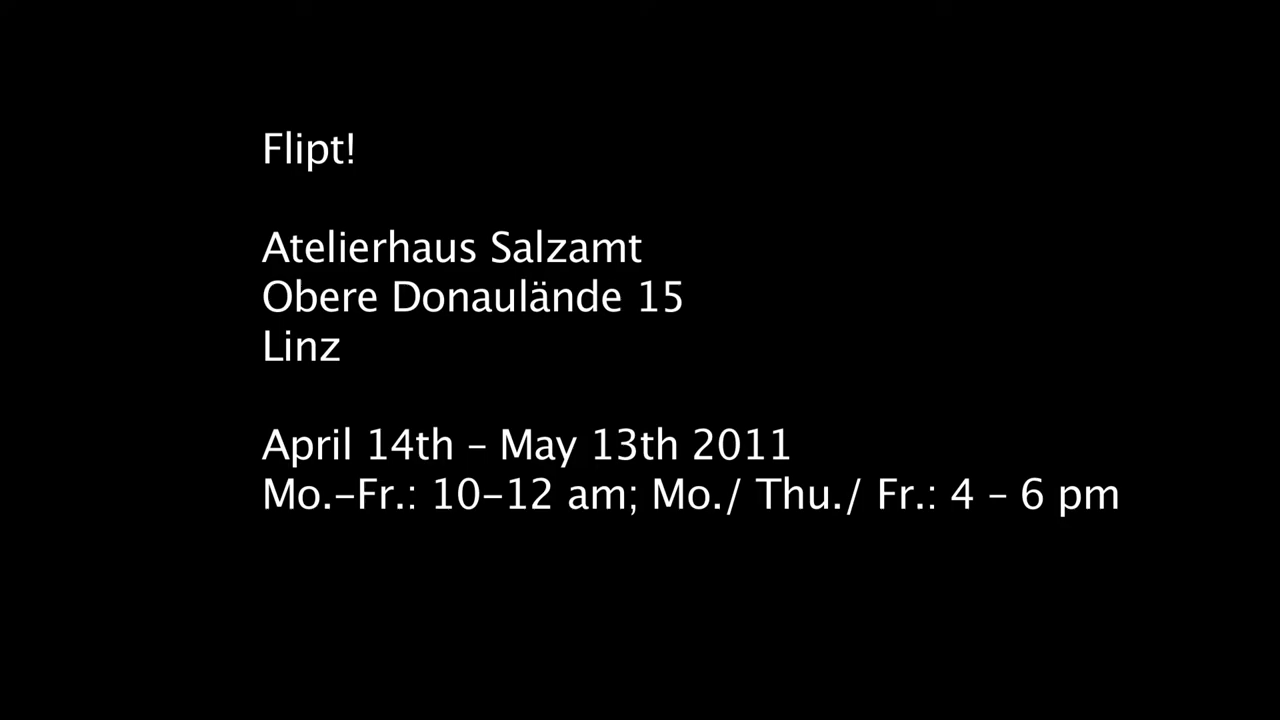 Flipt!
Atelierhaus Salzamt
Obere Donaulände 15
Linz
April 14th – May 13th 2011
Mo.-Fr.: 10-12 am; Mo./ Thu./ Fr.: 4 – 6 pm